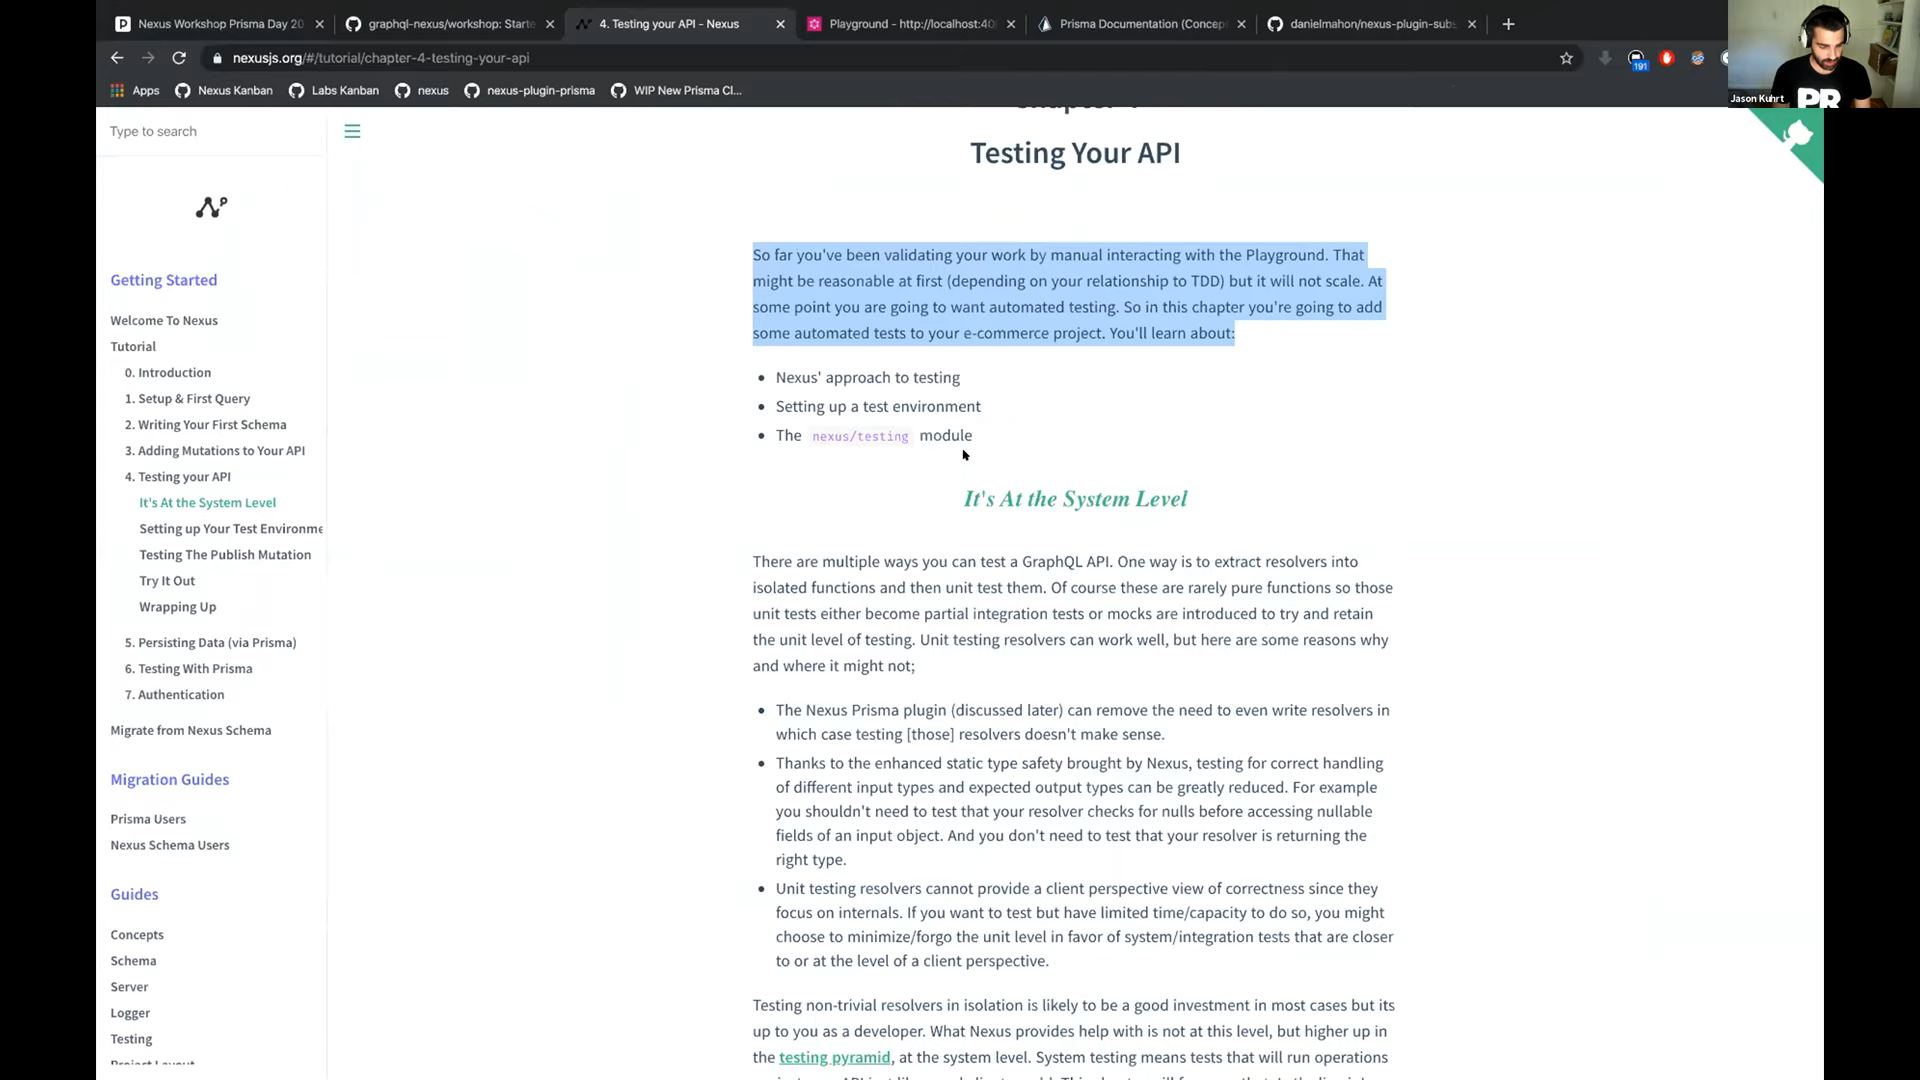 Nexus Workshop Prisma Day 20
graphql-nexus/workshop: Starte
4. Testing your API - Nexus
Playground - http://localhost:40
Prisma Documentation (Concep
danielmahon/nexus-plugin-subs
nexusjs.org/#/tutorial/chapter-4-testing-your-api
191
Apps
Nexus Kanban
Labs Kanban
nexus
nexus-plugin-prisma
WIP New Prisma Cl...
Jason Kuhrt
PR
Type to search
Getting Started
Welcome To Nexus
Tutorial
0. Introduction
1. Setup & First Query
2. Writing Your First Schema
3. Adding Mutations to Your API
4. Testing your API
It's At the System Level
Setting up Your Test Environme
Testing The Publish Mutation
Try It Out
Wrapping Up
5. Persisting Data (via Prisma)
6. Testing With Prisma
7. Authentication
Migrate from Nexus Schema
Migration Guides
Prisma Users
Nexus Schema Users
Guides
Concepts
Schema
Server
Logger
Testing
Project Layout
Testing Your API
So far you've been validating your work by manual interacting with the Playground. That
might be reasonable at first (depending on your relationship to TDD) but it will not scale. At
some point you are going to want automated testing. So in this chapter you're going to add
some automated tests to your e-commerce project. You'll learn about:
Nexus' approach to testing
Setting up a test environment
The nexus/testing module
It's At the System Level
There are multiple ways you can test a GraphQL API. One way is to extract resolvers into
isolated functions and then unit test them. Of course these are rarely pure functions so those
unit tests either become partial integration tests or mocks are introduced to try and retain
the unit level of testing. Unit testing resolvers can work well, but here are some reasons why
and where it might not;
The Nexus Prisma plugin (discussed later) can remove the need to even write resolvers in
which case testing [those] resolvers doesn't make sense.
Thanks to the enhanced static type safety brought by Nexus, testing for correct handling
of different input types and expected output types can be greatly reduced. For example
you shouldn't need to test that your resolver checks for nulls before accessing nullable
fields of an input object. And you don't need to test that your resolver is returning the
right type.
Unit testing resolvers cannot provide a client perspective view of correctness since they
focus on internals. If you want to test but have limited time/capacity to do so, you might
choose to minimize/forgo the unit level in favor of system/integration tests that are closer
to or at the level of a client perspective.
Testing non-trivial resolvers in isolation is likely to be a good investment in most cases but its
up to you as a developer. What Nexus provides help with is not at this level, but higher up in
the testing pyramid, at the system level. System testing means tests that will run operations